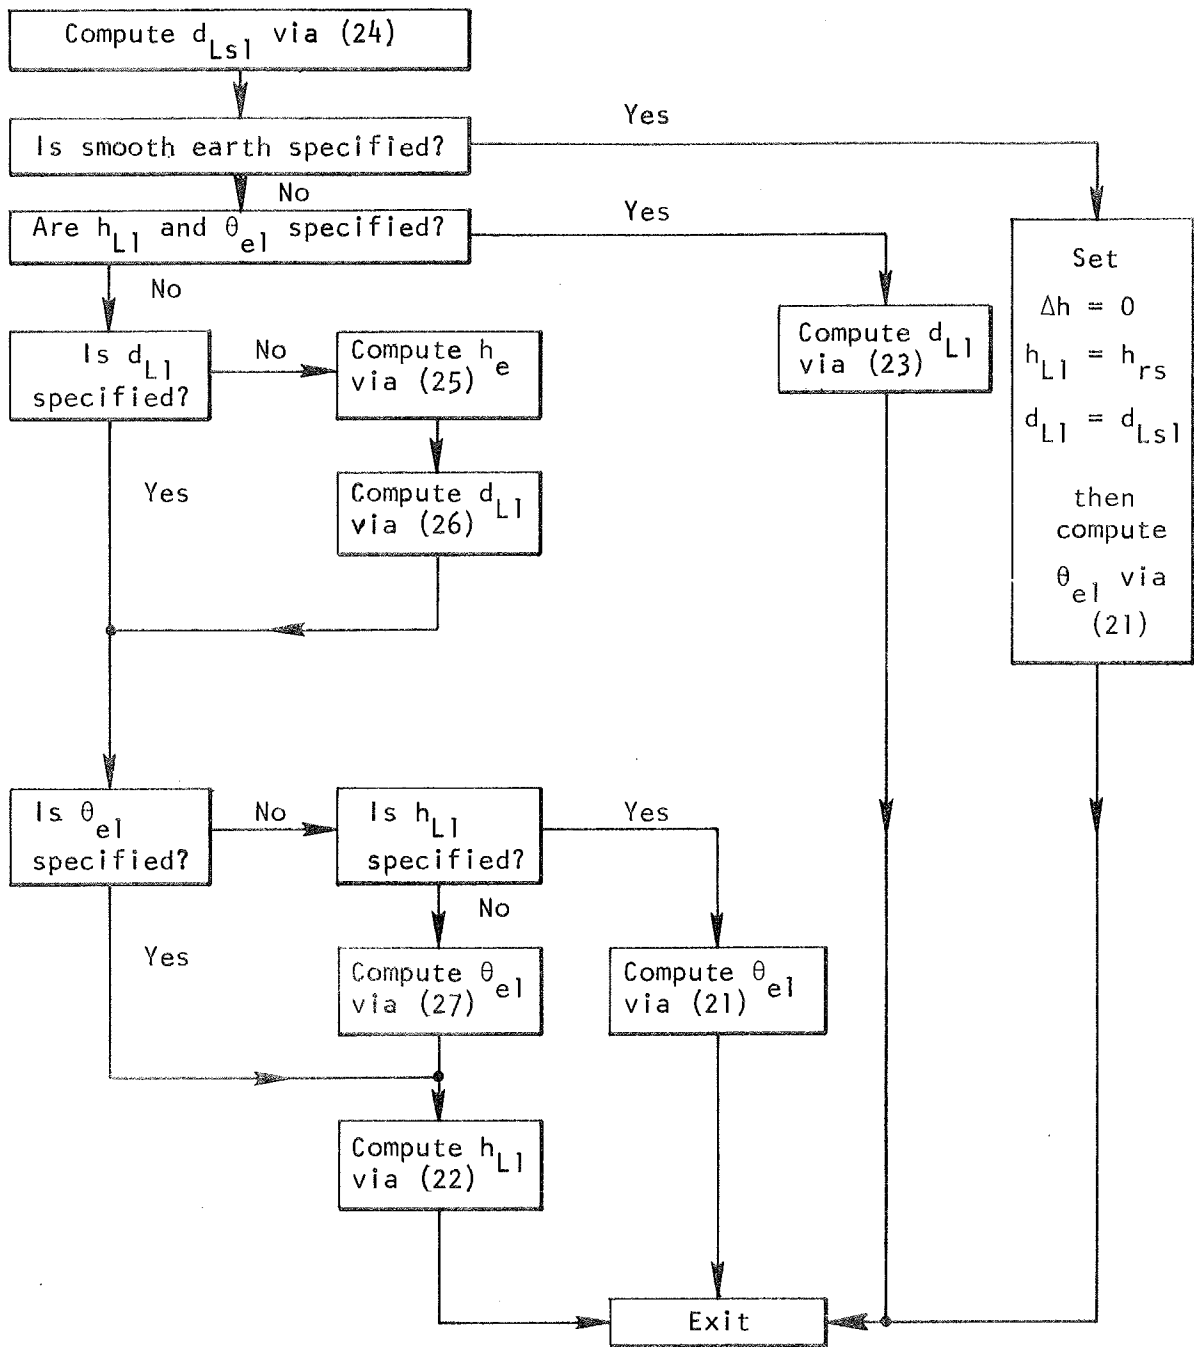 Compute d_Ls1 via (24)
Yes
Is smooth earth specified?
No
Yes
Are h_L1 and θ_e1 specified?
No
Set
Δh = 0
h_L1 = h_rs
d_L1 = d_Ls1
then
compute
θ_e1 via
(21)
Compute d_L1
via (23)
Is d_L1
specified?
No
Compute h_e
via (25)
Yes
Compute d_L1
via (26)
Is θ_e1
specified?
No
Is h_L1
specified?
Yes
No
Yes
Compute θ_e1
via (27)
Compute θ_e1
via (21)
Compute h_L1
via (22)
Exit